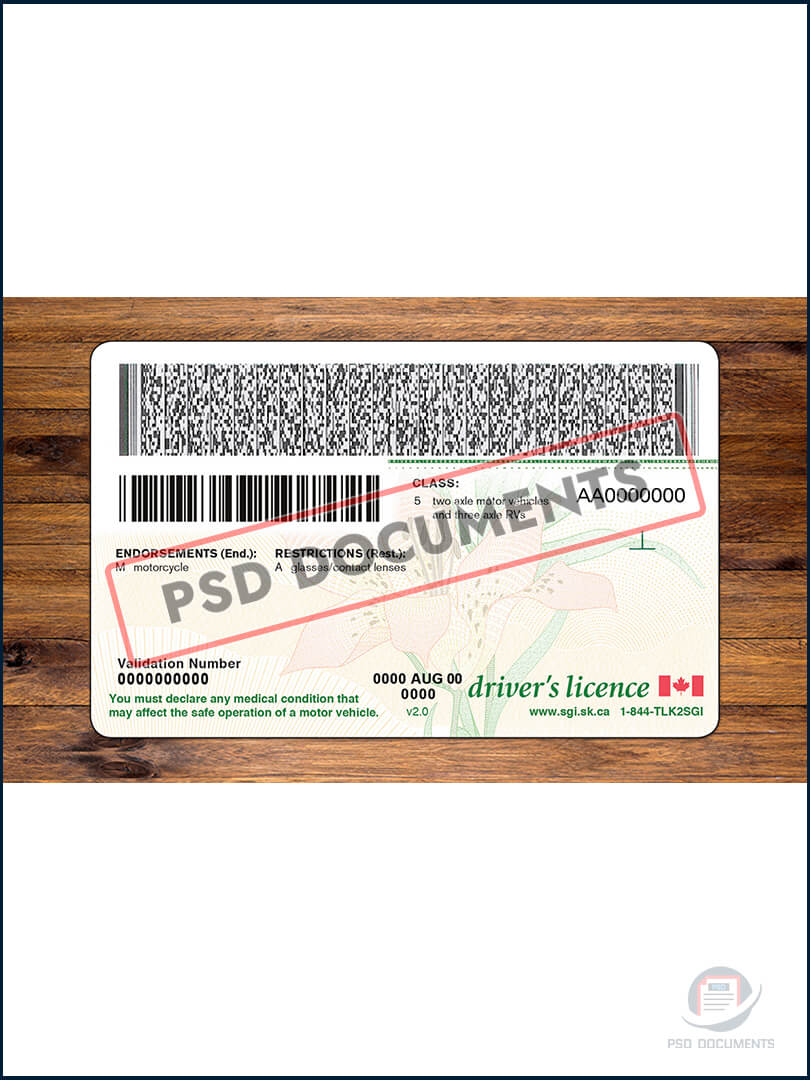 CLASS:
5 two axle motor vehicles
and three axle RVs
AA0000000
ENDORSEMENTS (End.):
M motorcycle
RESTRICTIONS (Rest.):
A glasses/contact lenses
PSD DOCUMENTS
Validation Number
0000000000
0000 AUG 00
0000
You must declare any medical condition that
may affect the safe operation of a motor vehicle.
v2.0
driver's licence
www.sgi.sk.ca 1-844-TLK2SGI
PSD
PSD DOCUMENTS